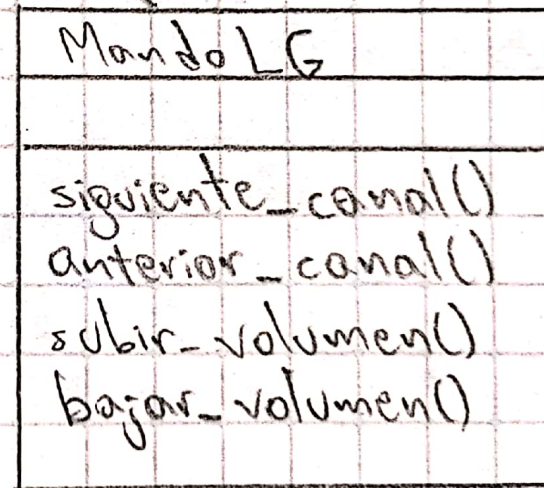 MandoLG
siguiente_canal()
anterior_canal()
subir_volumen()
bajar_volumen()